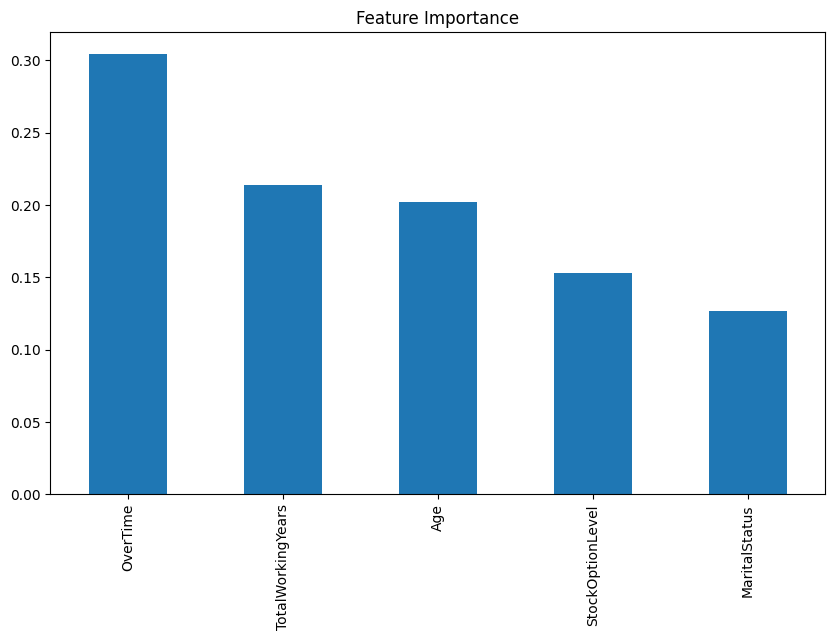 Feature Importance
0.30
0.25
0.20
0.15
0.10
0.05
0.00
OverTime
TotalWorkingYears
Age
StockOptionLevel
MaritalStatus